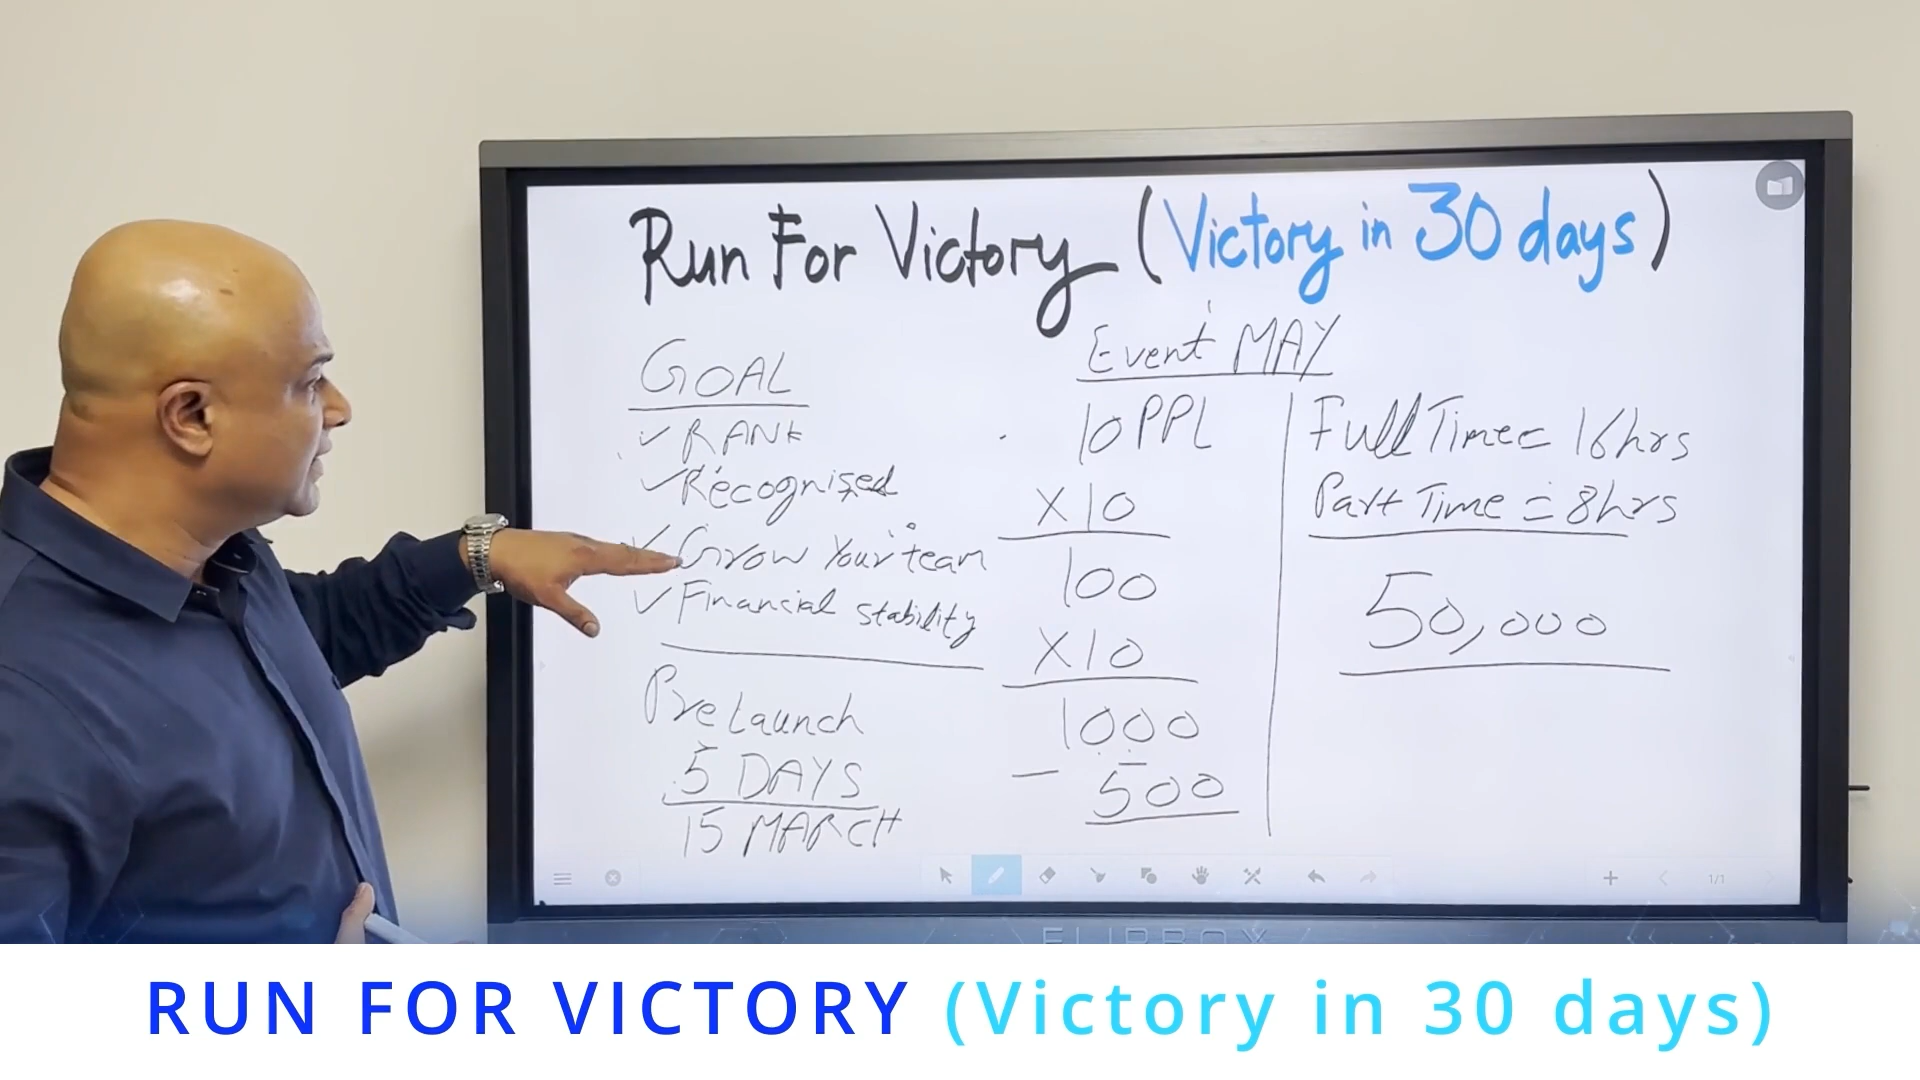 Run For Victory (Victory in 30 days)
GOAL
✓ RANK
✓ Recognised
✓ Grow Your team
✓ Financial stability
Pre Launch
5 DAYS
15 MARCH
Event MAY
10 PPL
X10
100
X10
1000
- 500
Full Time = 16hrs
Part Time = 8hrs
50,000
1/1
RUN FOR VICTORY (Victory in 30 days)